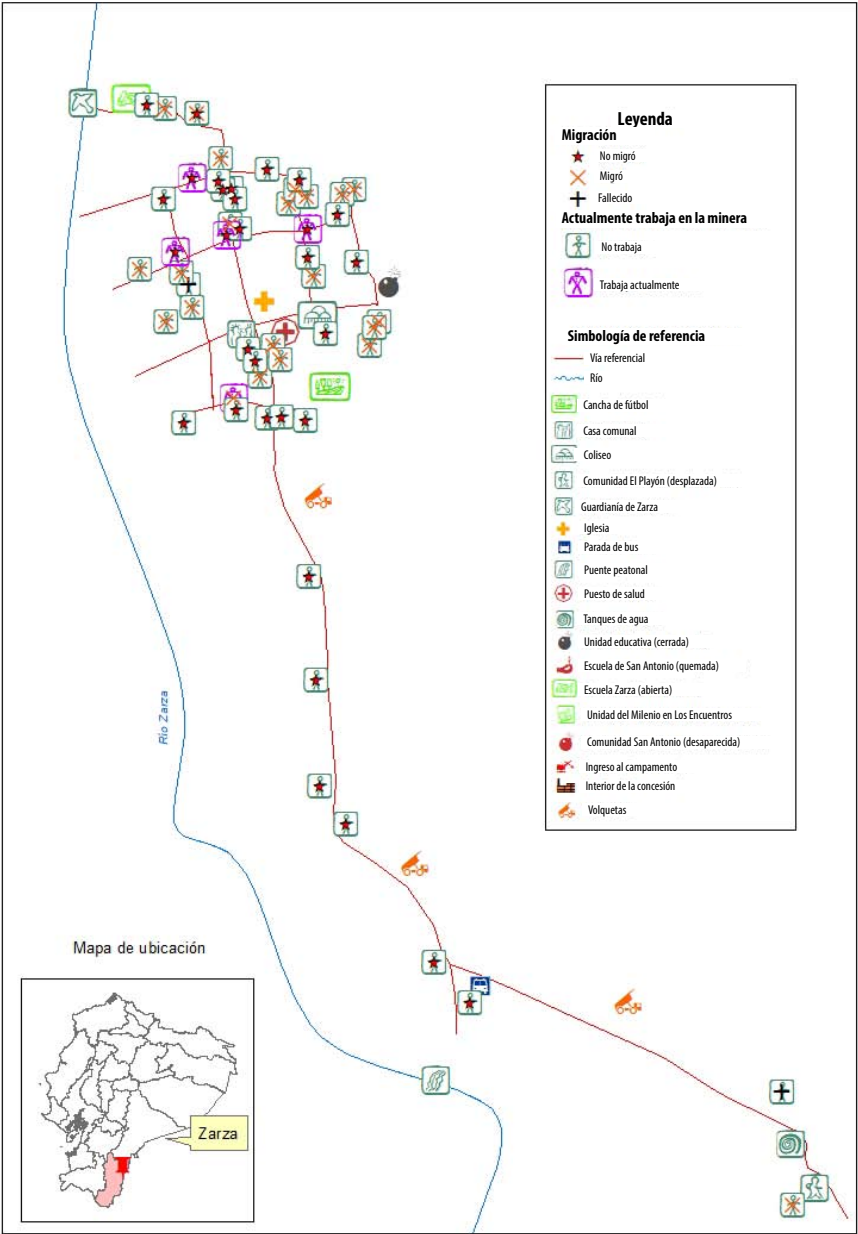 Leyenda
Migración
No migró
Migró
Fallecido
Actualmente trabaja en la minera
No trabaja
Trabaja actualmente
Simbología de referencia
Vía referencial
Río
Cancha de fútbol
Casa comunal
Coliseo
Comunidad El Playón (desplazada)
Guardianía de Zarza
Iglesia
Parada de bus
Puente peatonal
Puesto de salud
Tanques de agua
Unidad educativa (cerrada)
Escuela de San Antonio (quemada)
Escuela Zarza (abierta)
Unidad del Milenio en Los Encuentros
Comunidad San Antonio (desaparecida)
Ingreso al campamento
Interior de la concesión
Volquetas
Río Zarza
Mapa de ubicación
Zarza